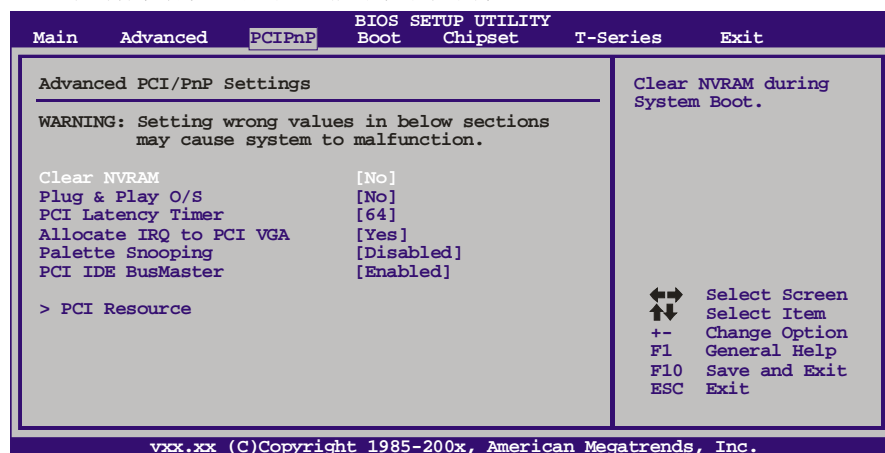 BIOS SETUP UTILITY
Main Advanced PCIPnP Boot Chipset T-Series Exit
Advanced PCI/PnP Settings
WARNING: Setting wrong values in below sections
may cause system to malfunction.
Clear NVRAM [No]
Plug & Play O/S [No]
PCI Latency Timer [64]
Allocate IRQ to PCI VGA [Yes]
Palette Snooping [Disabled]
PCI IDE BusMaster [Enabled]
> PCI Resource
Clear NVRAM during
System Boot.
Select Screen
Select Item
+- Change Option
F1 General Help
F10 Save and Exit
ESC Exit
vxx.xx (C)Copyright 1985-200x, American Megatrends, Inc.